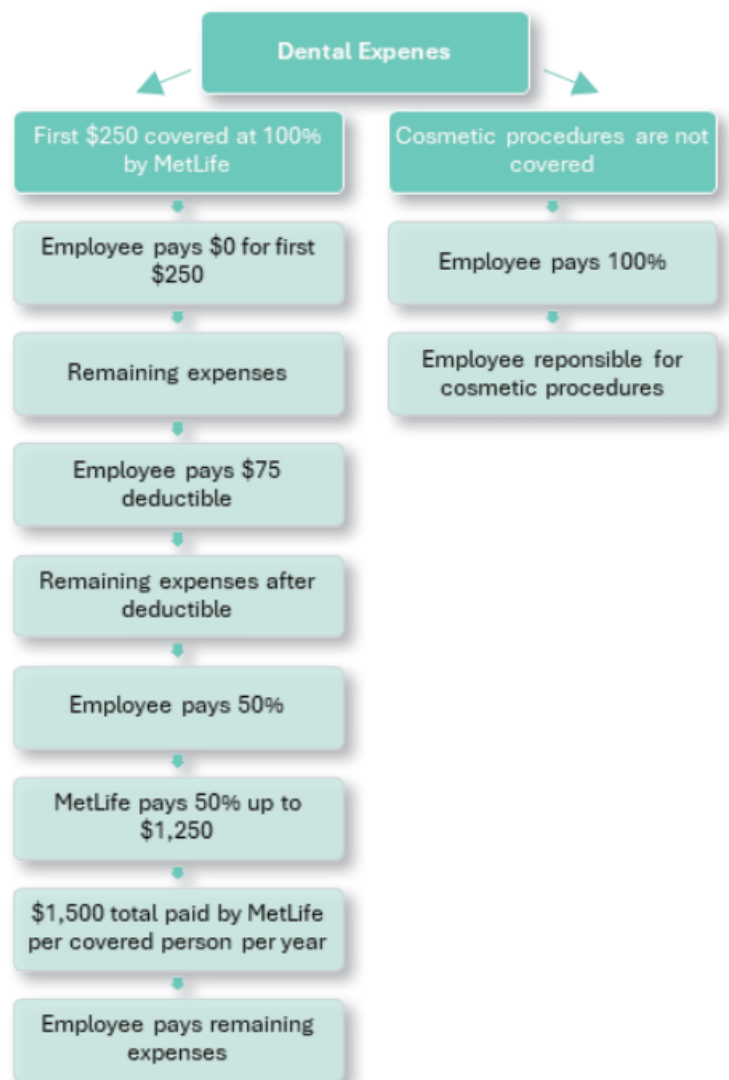 Dental Expenes
First $250 covered at 100%
by MetLife
Employee pays $0 for first
$250
Remaining expenses
Employee pays $75
deductible
Remaining expenses after
deductible
Employee pays 50%
MetLife pays 50% up to
$1,250
$1,500 total paid by MetLife
per covered person per year
Employee pays remaining
expenses
Cosmetic procedures are not
covered
Employee pays 100%
Employee reponsible for
cosmetic procedures